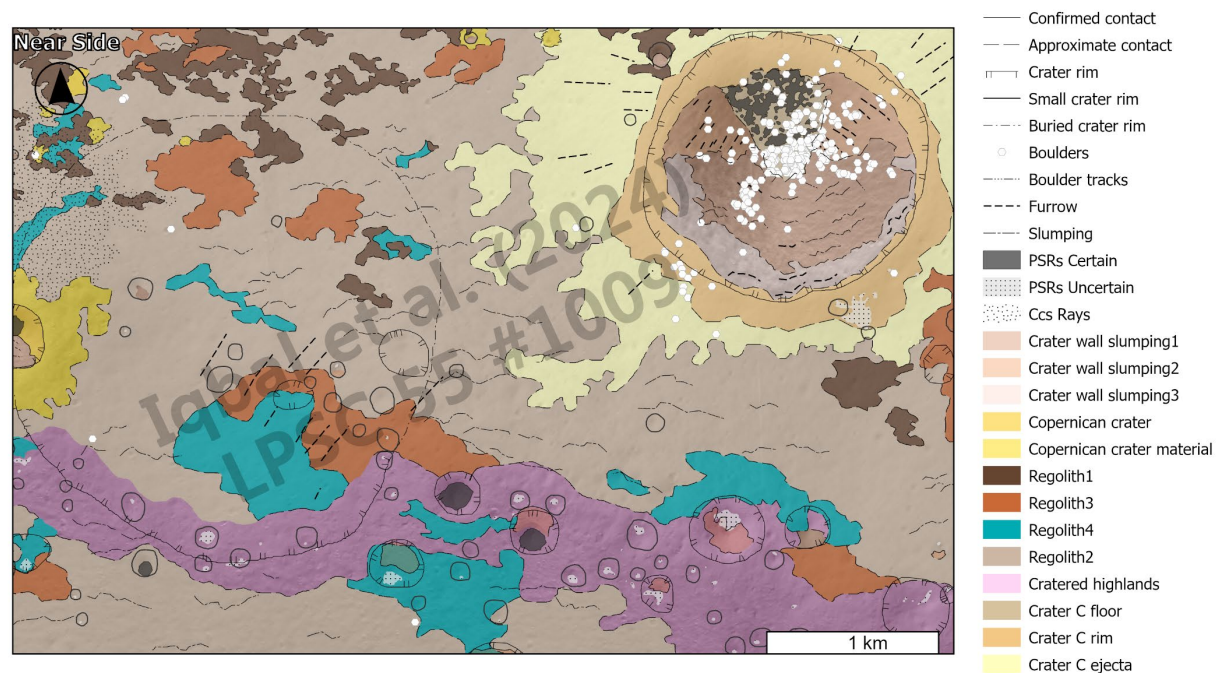 Near Side
Iqbal et al. (2024)
LPSC 55 #1009
1 km
Confirmed contact
Approximate contact
Crater rim
Small crater rim
Buried crater rim
Boulders
Boulder tracks
Furrow
Slumping
PSRs Certain
PSRs Uncertain
Ccs Rays
Crater wall slumping1
Crater wall slumping2
Crater wall slumping3
Copernican crater
Copernican crater material
Regolith1
Regolith3
Regolith4
Regolith2
Cratered highlands
Crater C floor
Crater C rim
Crater C ejecta